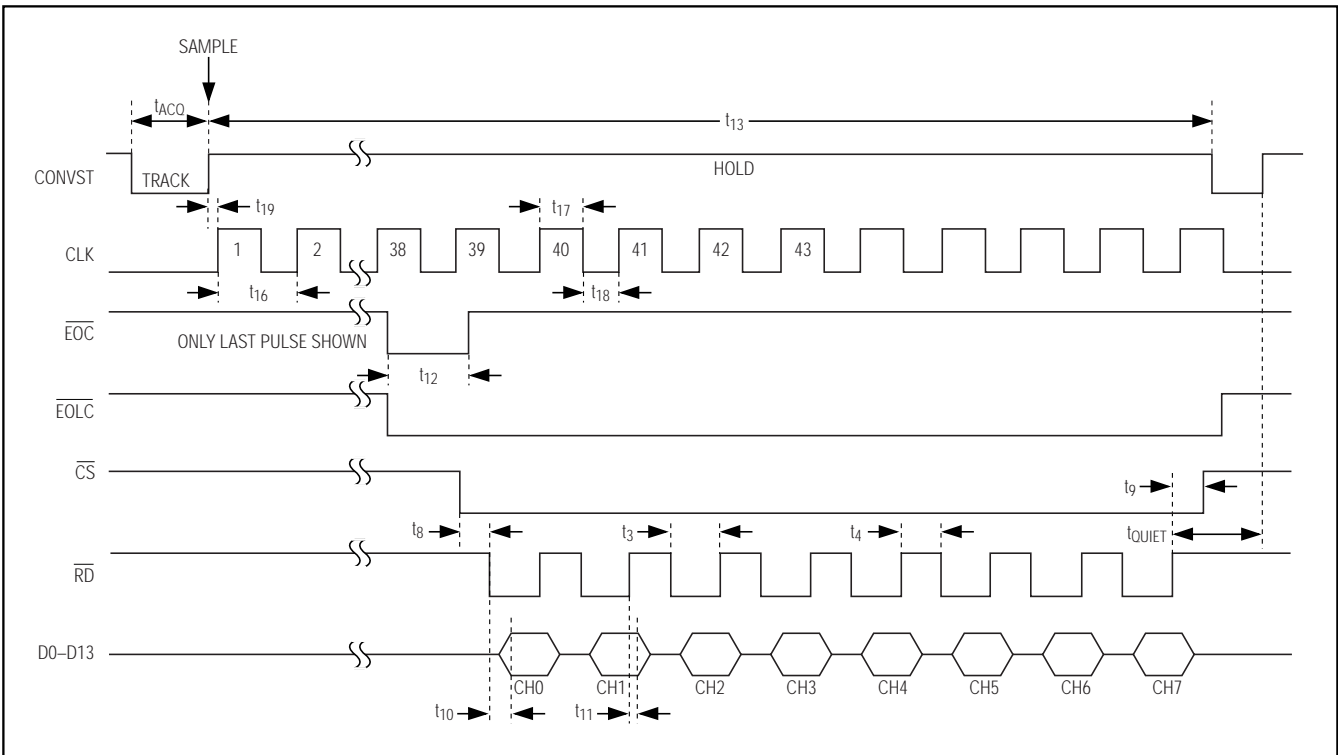 SAMPLE
tACQ
t13
CONVST
TRACK
HOLD
t19
t17
CLK
1 2 38 39 40 41 42 43
t16
t18
EOC
ONLY LAST PULSE SHOWN
t12
EOLC
CS
t9
t8
t3
t4
tQUIET
RD
D0–D13
CH0 CH1 CH2 CH3 CH4 CH5 CH6 CH7
t10
t11